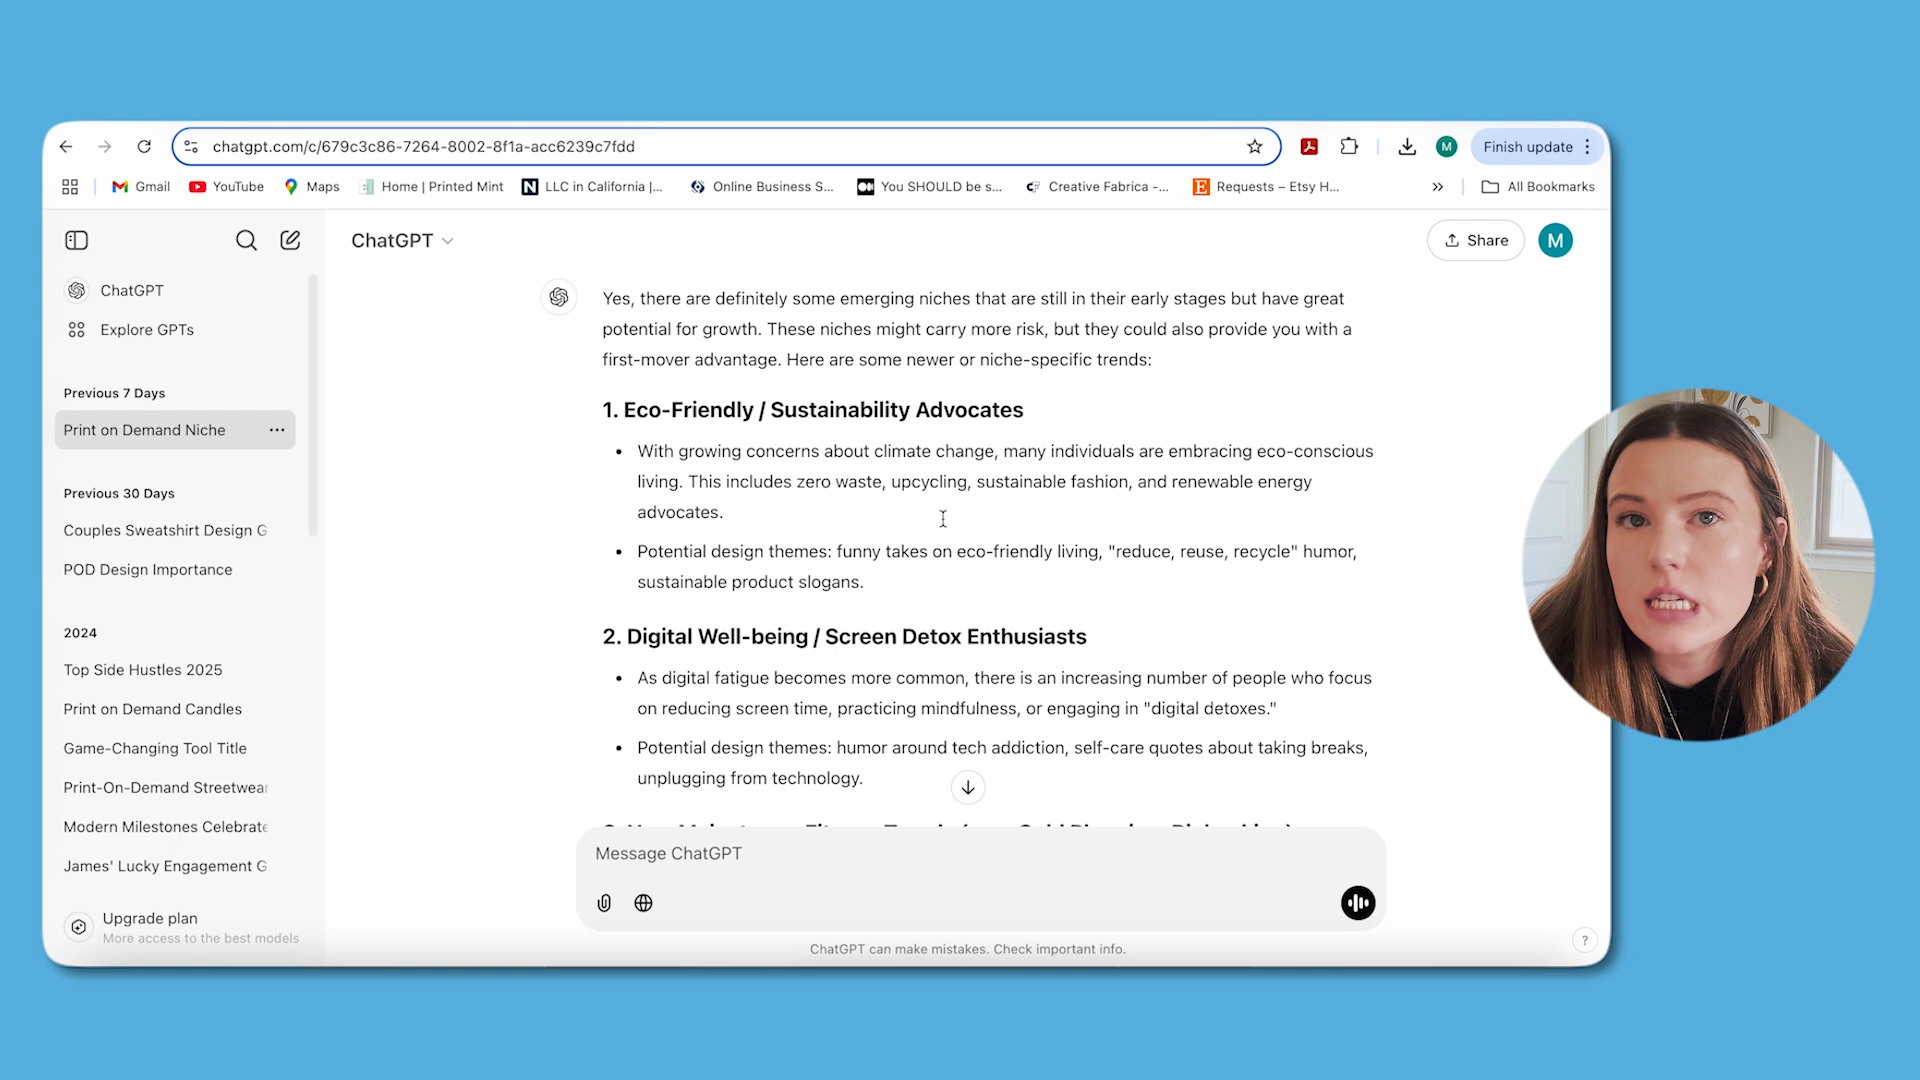 chatgpt.com/c/679c3c86-7264-8002-8f1a-acc6239c7fdd
M
Finish update
Gmail
YouTube
Maps
Home | Printed Mint
LLC in California |...
Online Business S...
You SHOULD be s...
Creative Fabrica -...
Requests – Etsy H...
All Bookmarks
ChatGPT
Share
M
ChatGPT
Explore GPTs
Previous 7 Days
Print on Demand Niche
Previous 30 Days
Couples Sweatshirt Design G
POD Design Importance
2024
Top Side Hustles 2025
Print on Demand Candles
Game-Changing Tool Title
Print-On-Demand Streetwear
Modern Milestones Celebrate
James' Lucky Engagement G
Upgrade plan
More access to the best models
Yes, there are definitely some emerging niches that are still in their early stages but have great
potential for growth. These niches might carry more risk, but they could also provide you with a
first-mover advantage. Here are some newer or niche-specific trends:
1. Eco-Friendly / Sustainability Advocates
• With growing concerns about climate change, many individuals are embracing eco-conscious
living. This includes zero waste, upcycling, sustainable fashion, and renewable energy
advocates.
• Potential design themes: funny takes on eco-friendly living, "reduce, reuse, recycle" humor,
sustainable product slogans.
2. Digital Well-being / Screen Detox Enthusiasts
• As digital fatigue becomes more common, there is an increasing number of people who focus
on reducing screen time, practicing mindfulness, or engaging in "digital detoxes."
• Potential design themes: humor around tech addiction, self-care quotes about taking breaks,
unplugging from technology.
Message ChatGPT
ChatGPT can make mistakes. Check important info.
?